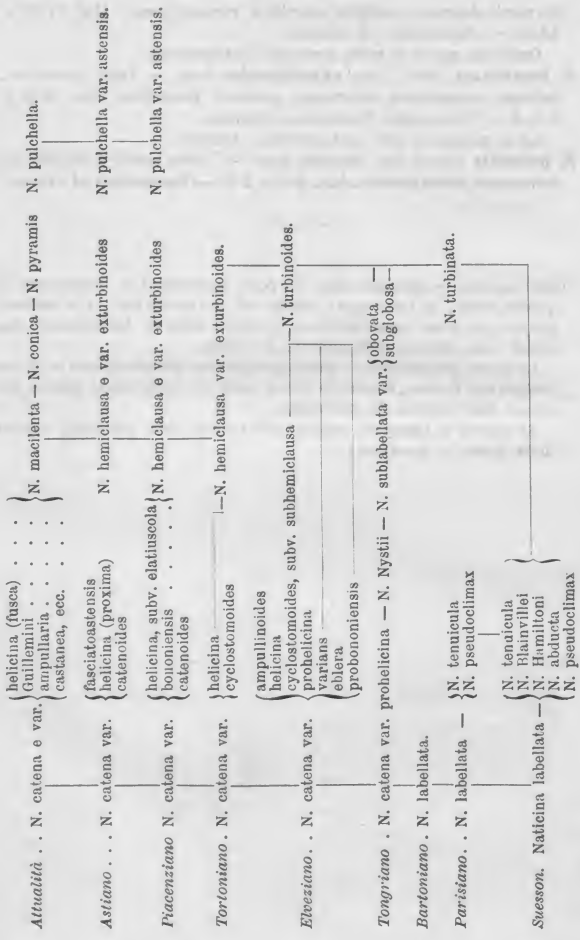 Attualità . . N. catena e var. { helicina (fusca) . . .
Guillemini . . . . .
ampullaria . . . . .
castanea, ecc. . . .} N. macilenta — N. conica — N. pyramis N. pulchella.
Astiano . . . N. catena var. { fasciatoastensis
helicina (proxima)
catenoides N. hemiclausa e var. exturbinoides N. pulchella var. astensis.
Piacenziano N. catena var. { helicina, subv. elatiuscola
bononiensis . . . . .
catenoides } N. hemiclausa e var. exturbinoides N. pulchella var. astensis.
Tortoniano . N. catena var. { helicina
cyclostomoides —N. hemiclausa var. exturbinoides. N. turbinoides.
Elveziano . . N. catena var. { ampullinoides
helicina
cyclostomoides, subv. subhemiclausa
prohelicina
varians
eblera
probononiensis —N. turbinoides.
Tongriano . N. catena var. prohelicina — N. Nystii — N. sublabellata var. { obovata —
subglobosa —
Bartoniano . N. labellata.
Parisiano . . N. labellata — { N. tenuicula
N. pseudoclimax } N. turbinata.
Suesson. Naticina labellata — { N. tenuicula
N. Blainvillei
N. Hamiltoni
N. abducta
N. pseudoclimax }